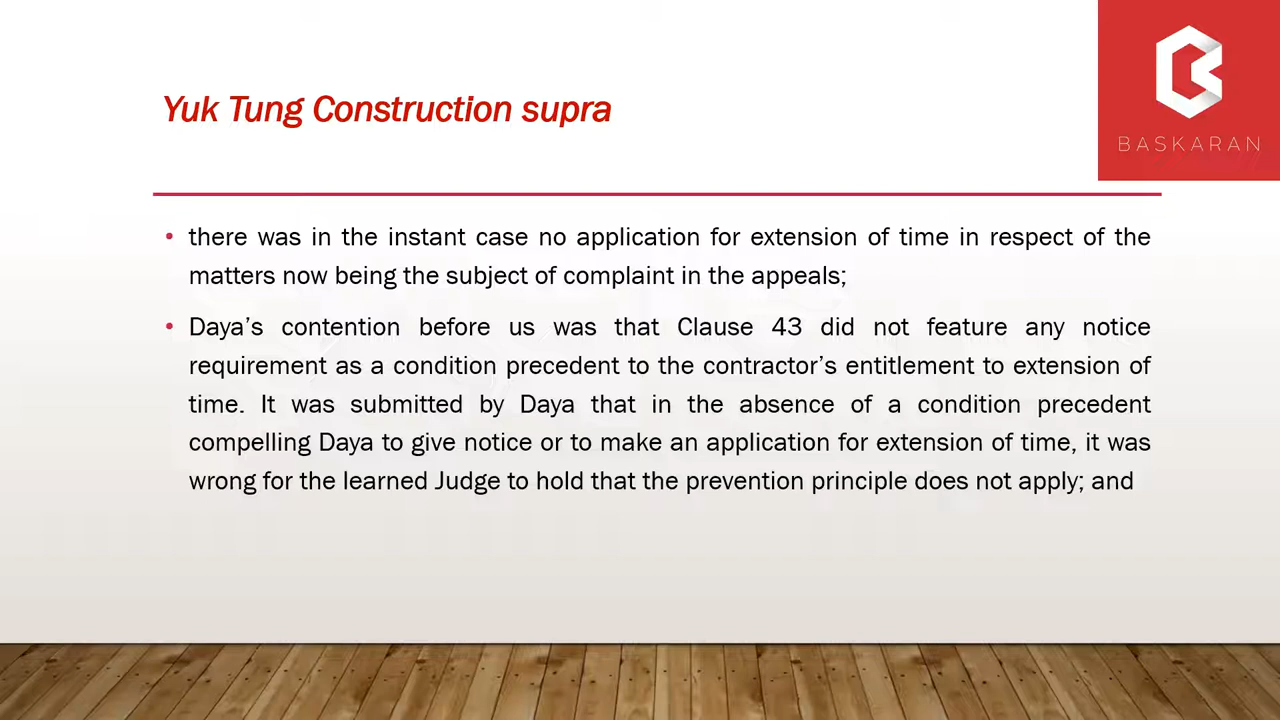 Yuk Tung Construction supra
BASKARAN
• there was in the instant case no application for extension of time in respect of the
matters now being the subject of complaint in the appeals;
• Daya’s contention before us was that Clause 43 did not feature any notice
requirement as a condition precedent to the contractor’s entitlement to extension of
time. It was submitted by Daya that in the absence of a condition precedent
compelling Daya to give notice or to make an application for extension of time, it was
wrong for the learned Judge to hold that the prevention principle does not apply; and